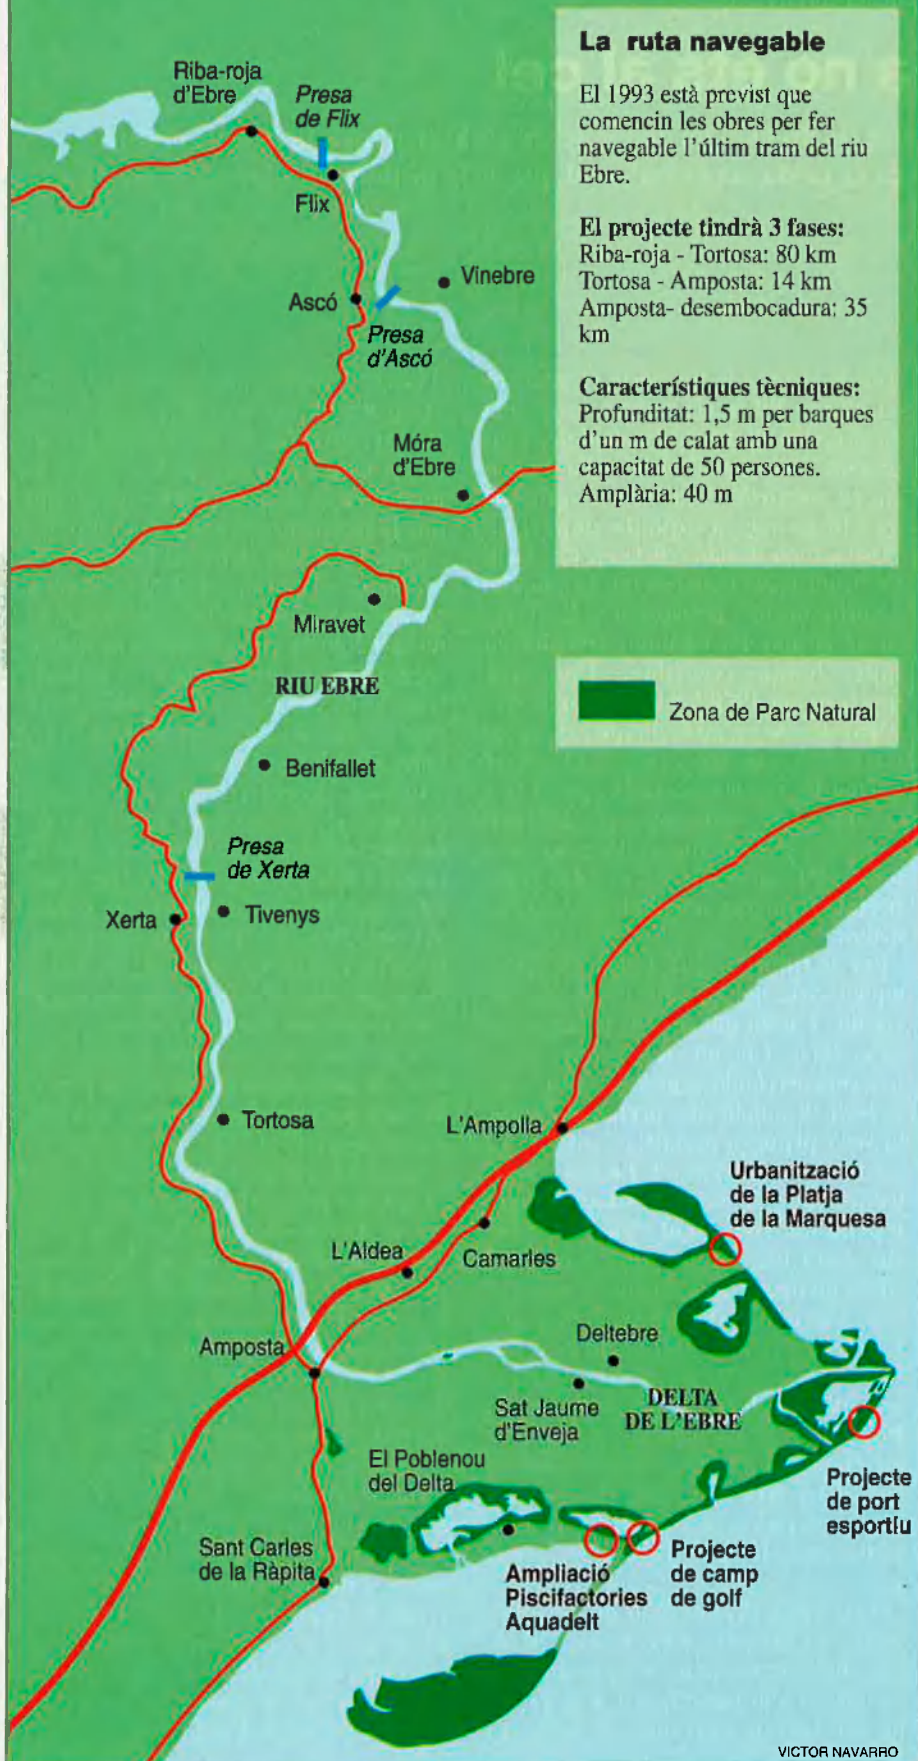 La ruta navegable
El 1993 està previst que
comencin les obres per fer
navegable l'últim tram del riu
Ebre.
El projecte tindrà 3 fases:
Riba-roja - Tortosa: 80 km
Tortosa - Amposta: 14 km
Amposta- desembocadura: 35
km
Característiques tècniques:
Profunditat: 1,5 m per barques
d'un m de calat amb una
capacitat de 50 persones.
Amplària: 40 m
Zona de Parc Natural
Riba-roja
d'Ebre
Presa
de Flix
Flix
Vinebre
Ascó
Presa
d'Ascó
Móra
d'Ebre
Miravet
RIU EBRE
Benifallet
Presa
de Xerta
Xerta
Tivenys
Tortosa
L'Ampolla
Urbanització
de la Platja
de la Marquesa
L'Aldea
Camarles
Amposta
Deltebre
Sat Jaume
d'Enveja
DELTA
DE L'EBRE
El Poblenou
del Delta
Projecte
de port
esportiu
Sant Carles
de la Ràpita
Ampliació
Piscifactories
Aquadelt
Projecte
de camp
de golf
VICTOR NAVARRO